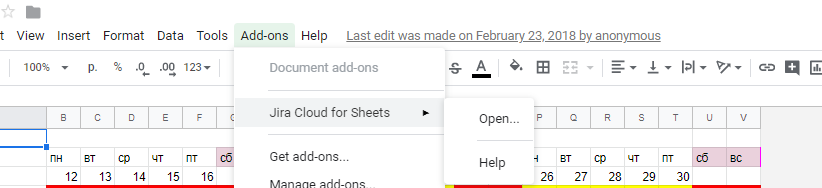 t View Insert Format Data Tools Add-ons Help Last edit was made on February 23, 2018 by anonymous
100% р. % .0 .00 123 S A
Document add-ons
Jira Cloud for Sheets
Open...
Help
Get add-ons...
Manage add-ons...
B C D E F G P Q R S T U V
пн вт ср чт пт сб вт ср чт пт сб вс
12 13 14 15 16 26 27 28 29 30